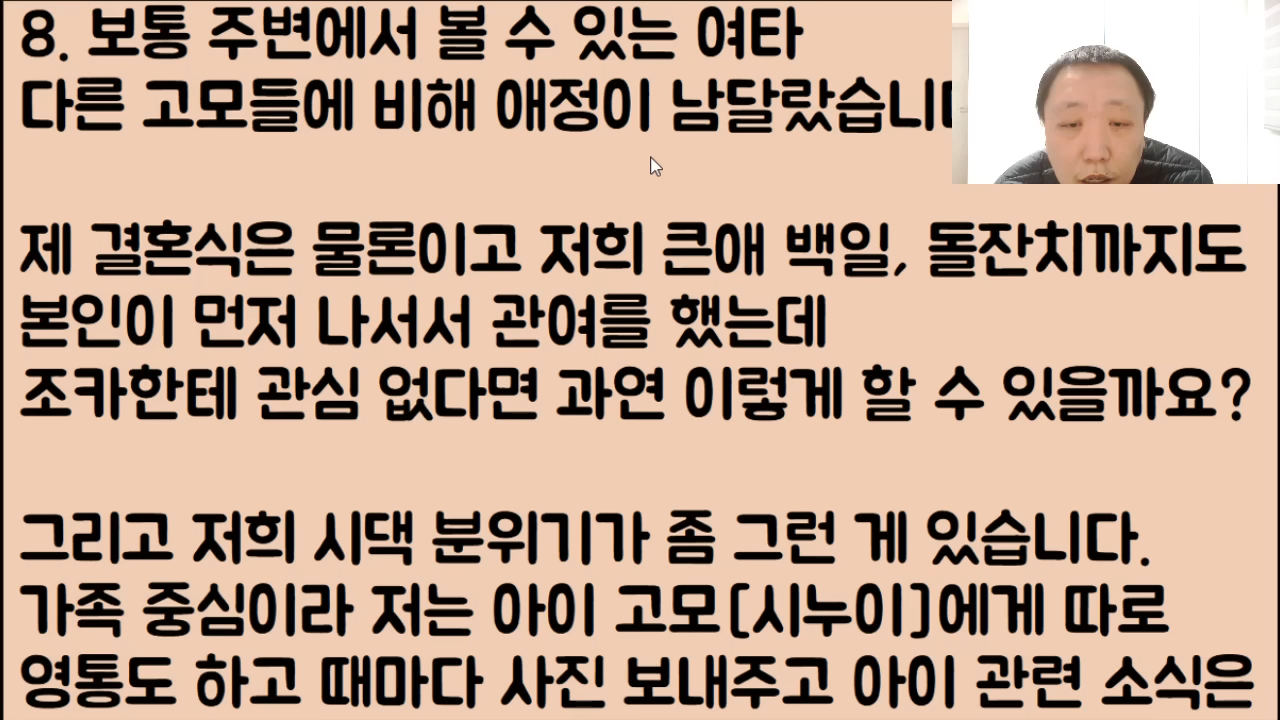 8. 보통 주변에서 볼 수 있는 여타
다른 고모들에 비해 애정이 남달랐습니
제 결혼식은 물론이고 저희 큰애 백일, 돌잔치까지도
본인이 먼저 나서서 관여를 했는데
조카한테 관심 없다면 과연 이렇게 할 수 있을까요?
그리고 저희 시댁 분위기가 좀 그런 게 있습니다.
가족 중심이라 저는 아이 고모[시누이]에게 따로
영통도 하고 때마다 사진 보내주고 아이 관련 소식은